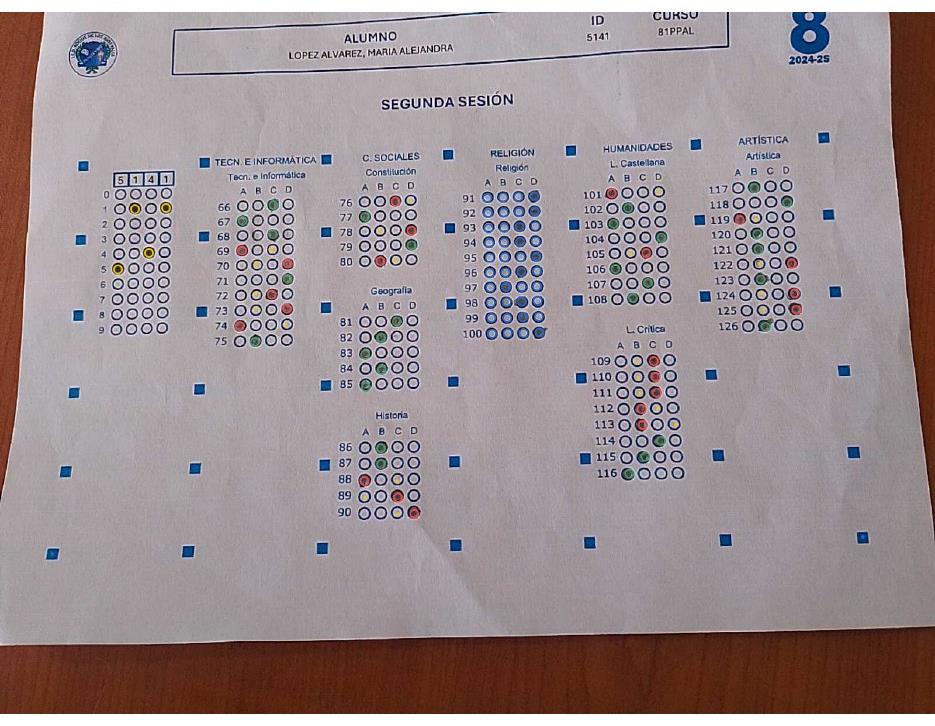 ALUMNO
LOPEZ ALVAREZ, MARIA ALEJANDRA
ID
5141
CURSO
81PPAL
8
2024-25
SEGUNDA SESIÓN
5 1 4 1
0
1
2
3
4
5
6
7
8
9
TECN. E INFORMÁTICA
Tecn. e Informática
A B C D
66
67
68
69
70
71
72
73
74
75
C. SOCIALES
Constitución
A B C D
76
77
78
79
80
Geografía
A B C D
81
82
83
84
85
Historia
A B C D
86
87
88
89
90
RELIGIÓN
Religión
A B C D
91
92
93
94
95
96
97
98
99
100
HUMANIDADES
L. Castellana
A B C D
101
102
103
104
105
106
107
108
L. Crítica
A B C D
109
110
111
112
113
114
115
116
ARTÍSTICA
Artística
A B C D
117
118
119
120
121
122
123
124
125
126